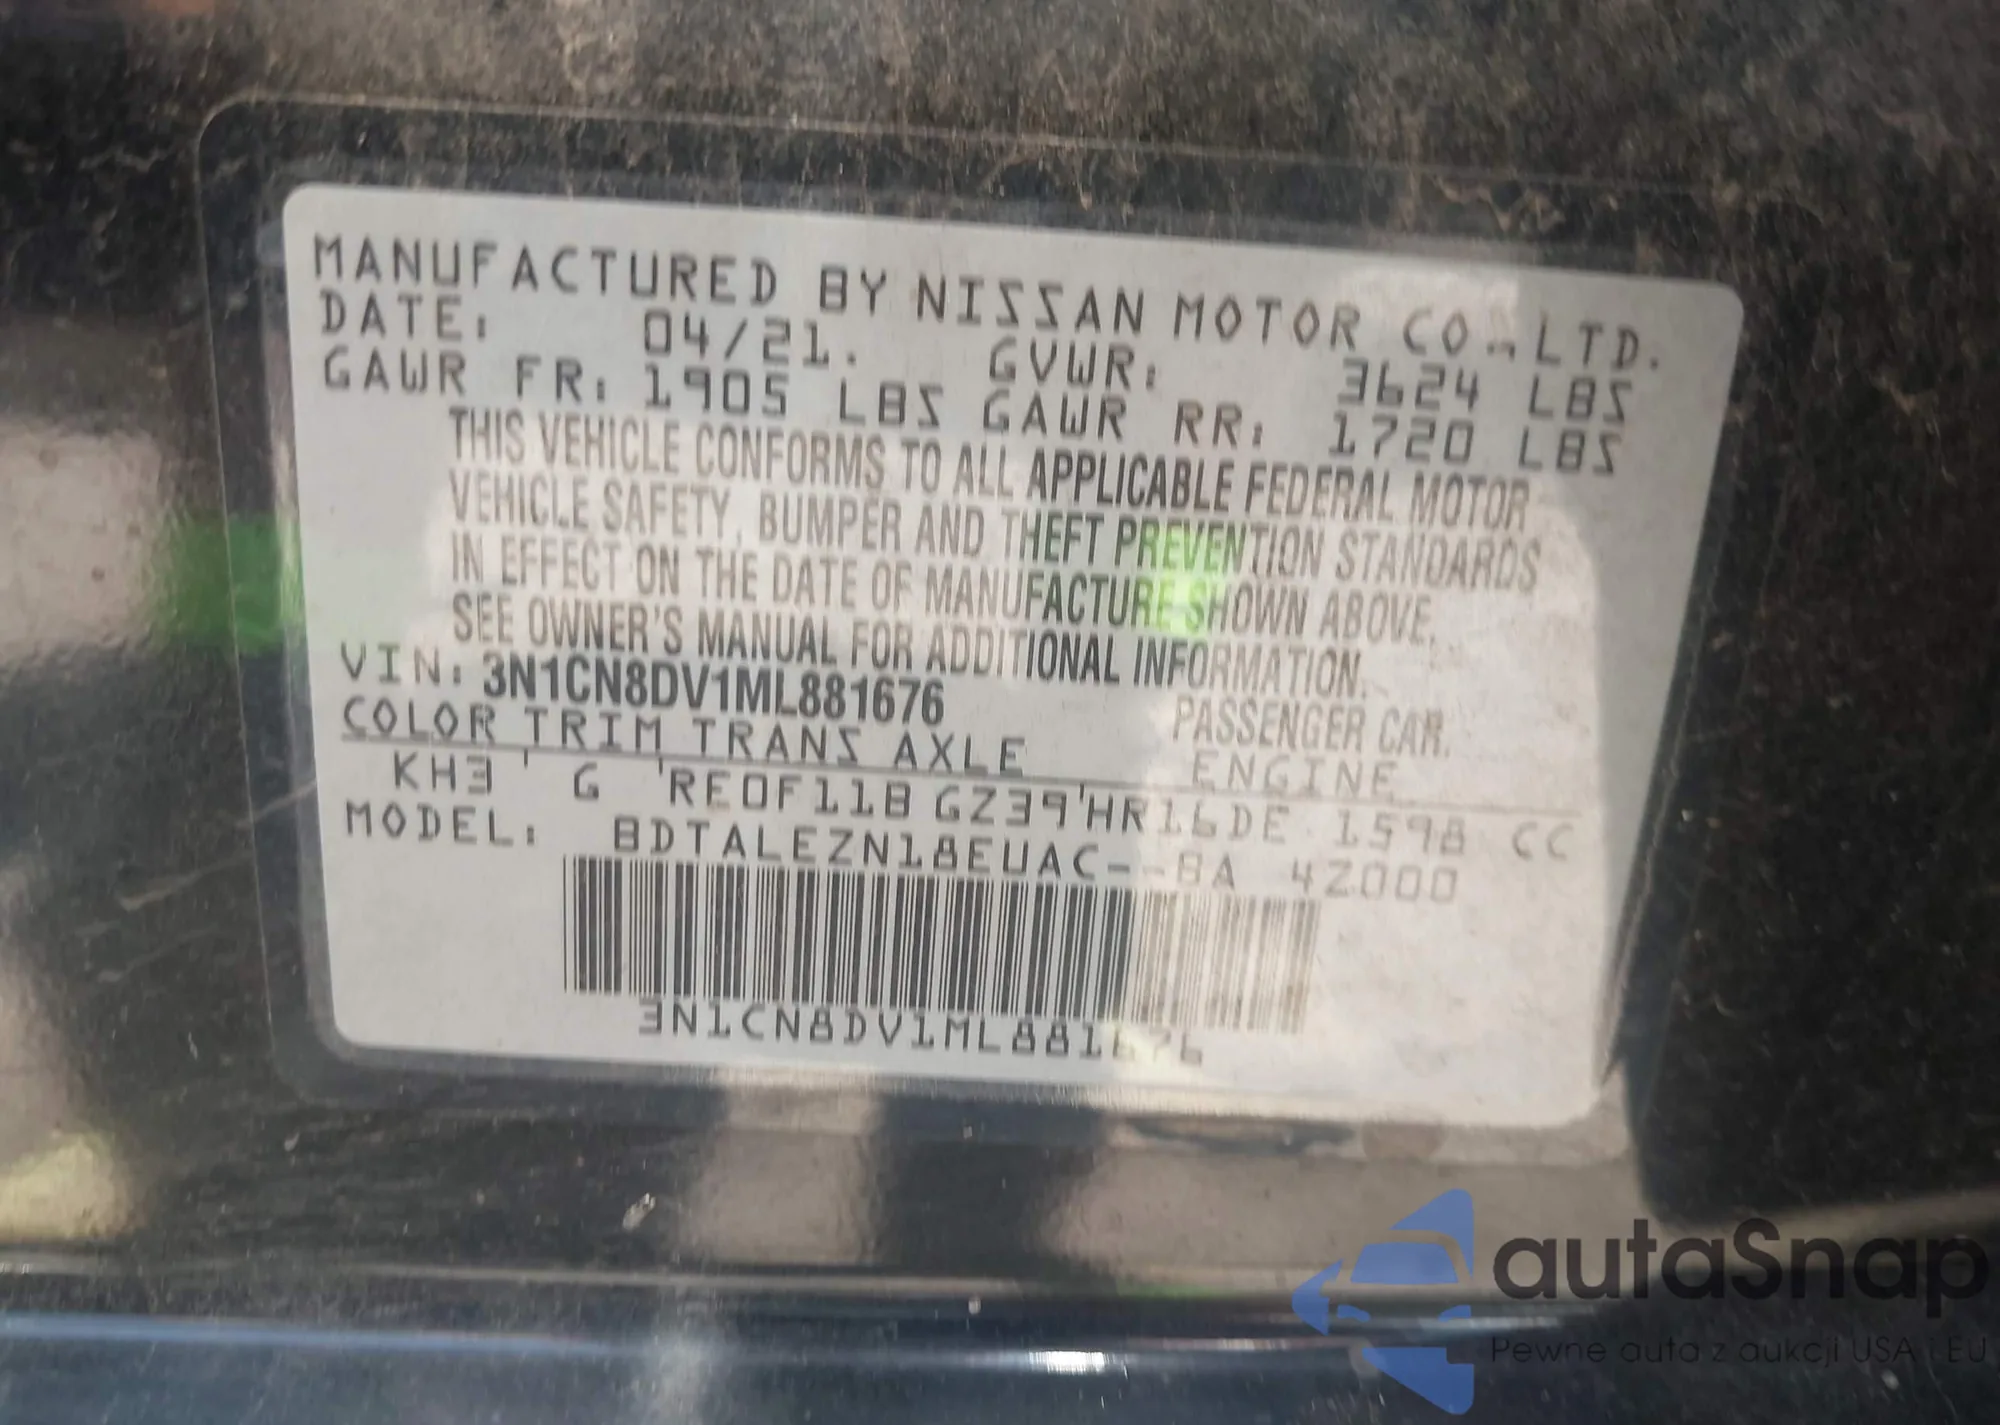 MANUFACTURED BY NISSAN MOTOR CO.,LTD.
DATE: 04/21. GVWR: 3624 LBS
GAWR FR: 1905 LBS GAWR RR: 1720 LBS
THIS VEHICLE CONFORMS TO ALL APPLICABLE FEDERAL MOTOR
VEHICLE SAFETY, BUMPER AND THEFT PREVENTION STANDARDS
IN EFFECT ON THE DATE OF MANUFACTURE SHOWN ABOVE.
SEE OWNER'S MANUAL FOR ADDITIONAL INFORMATION.
VIN: 3N1CN8DV1ML881676 PASSENGER CAR.
COLOR TRIM TRANS AXLE ENGINE
KH3 ' G 'RE0F11B GZ39'HR16DE 1598 CC
MODEL: BDTALEZN18EUAC--8A 4Z000
3N1CN8DV1ML881676
autaSnap
Pewne auta z aukcji USA i EU